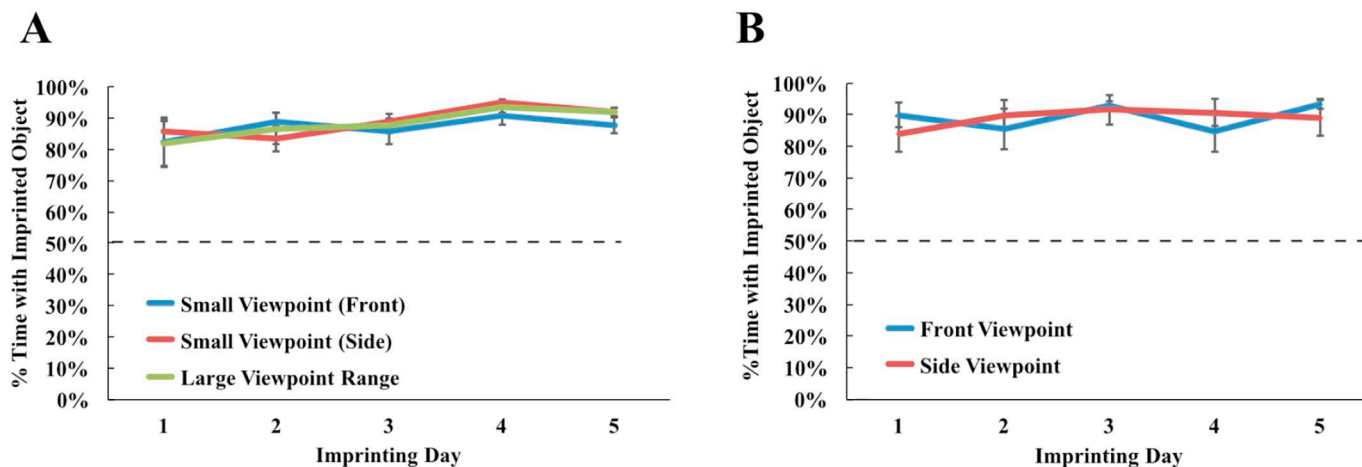 A
% Time with Imprinted Object
100%
90%
80%
70%
60%
50%
40%
30%
20%
10%
0%
Small Viewpoint (Front)
Small Viewpoint (Side)
Large Viewpoint Range
1 2 3 4 5
Imprinting Day
B
%Time with Imprinted Object
100%
90%
80%
70%
60%
50%
40%
30%
20%
10%
0%
Front Viewpoint
Side Viewpoint
1 2 3 4 5
Imprinting Day